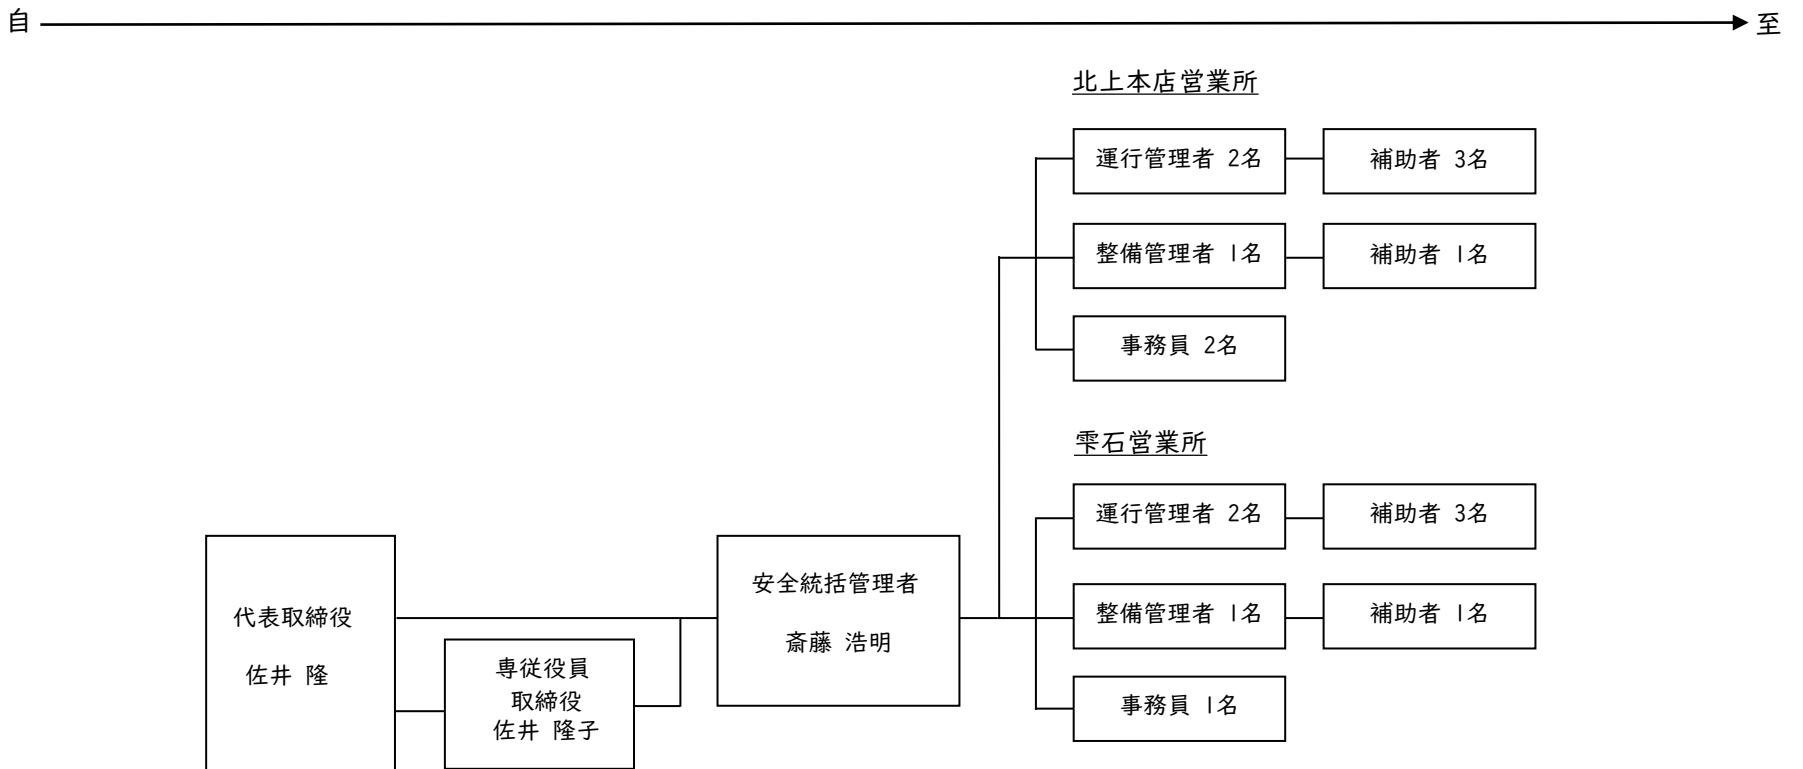 自
至
北上本店営業所
運行管理者 2名
補助者 3名
整備管理者 1名
補助者 1名
事務員 2名
雫石営業所
運行管理者 2名
補助者 3名
整備管理者 1名
補助者 1名
事務員 1名
代表取締役
佐井 隆
専従役員
取締役
佐井 隆子
安全統括管理者
斎藤 浩明